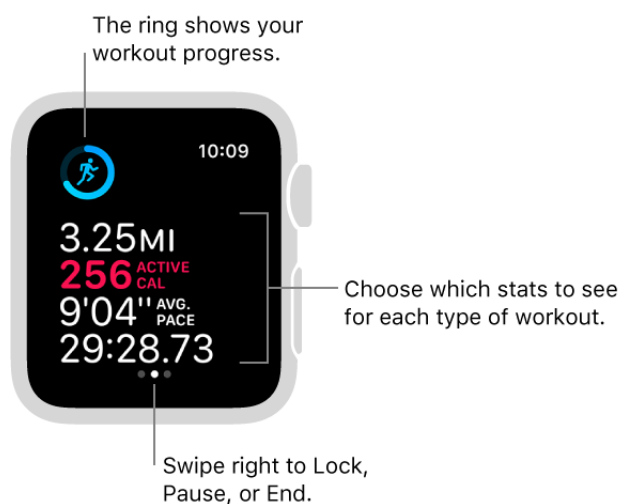 The ring shows your
workout progress.
10:09
3.25MI
256 ACTIVE CAL
9'04" AVG. PACE
29:28.73
Choose which stats to see
for each type of workout.
Swipe right to Lock,
Pause, or End.